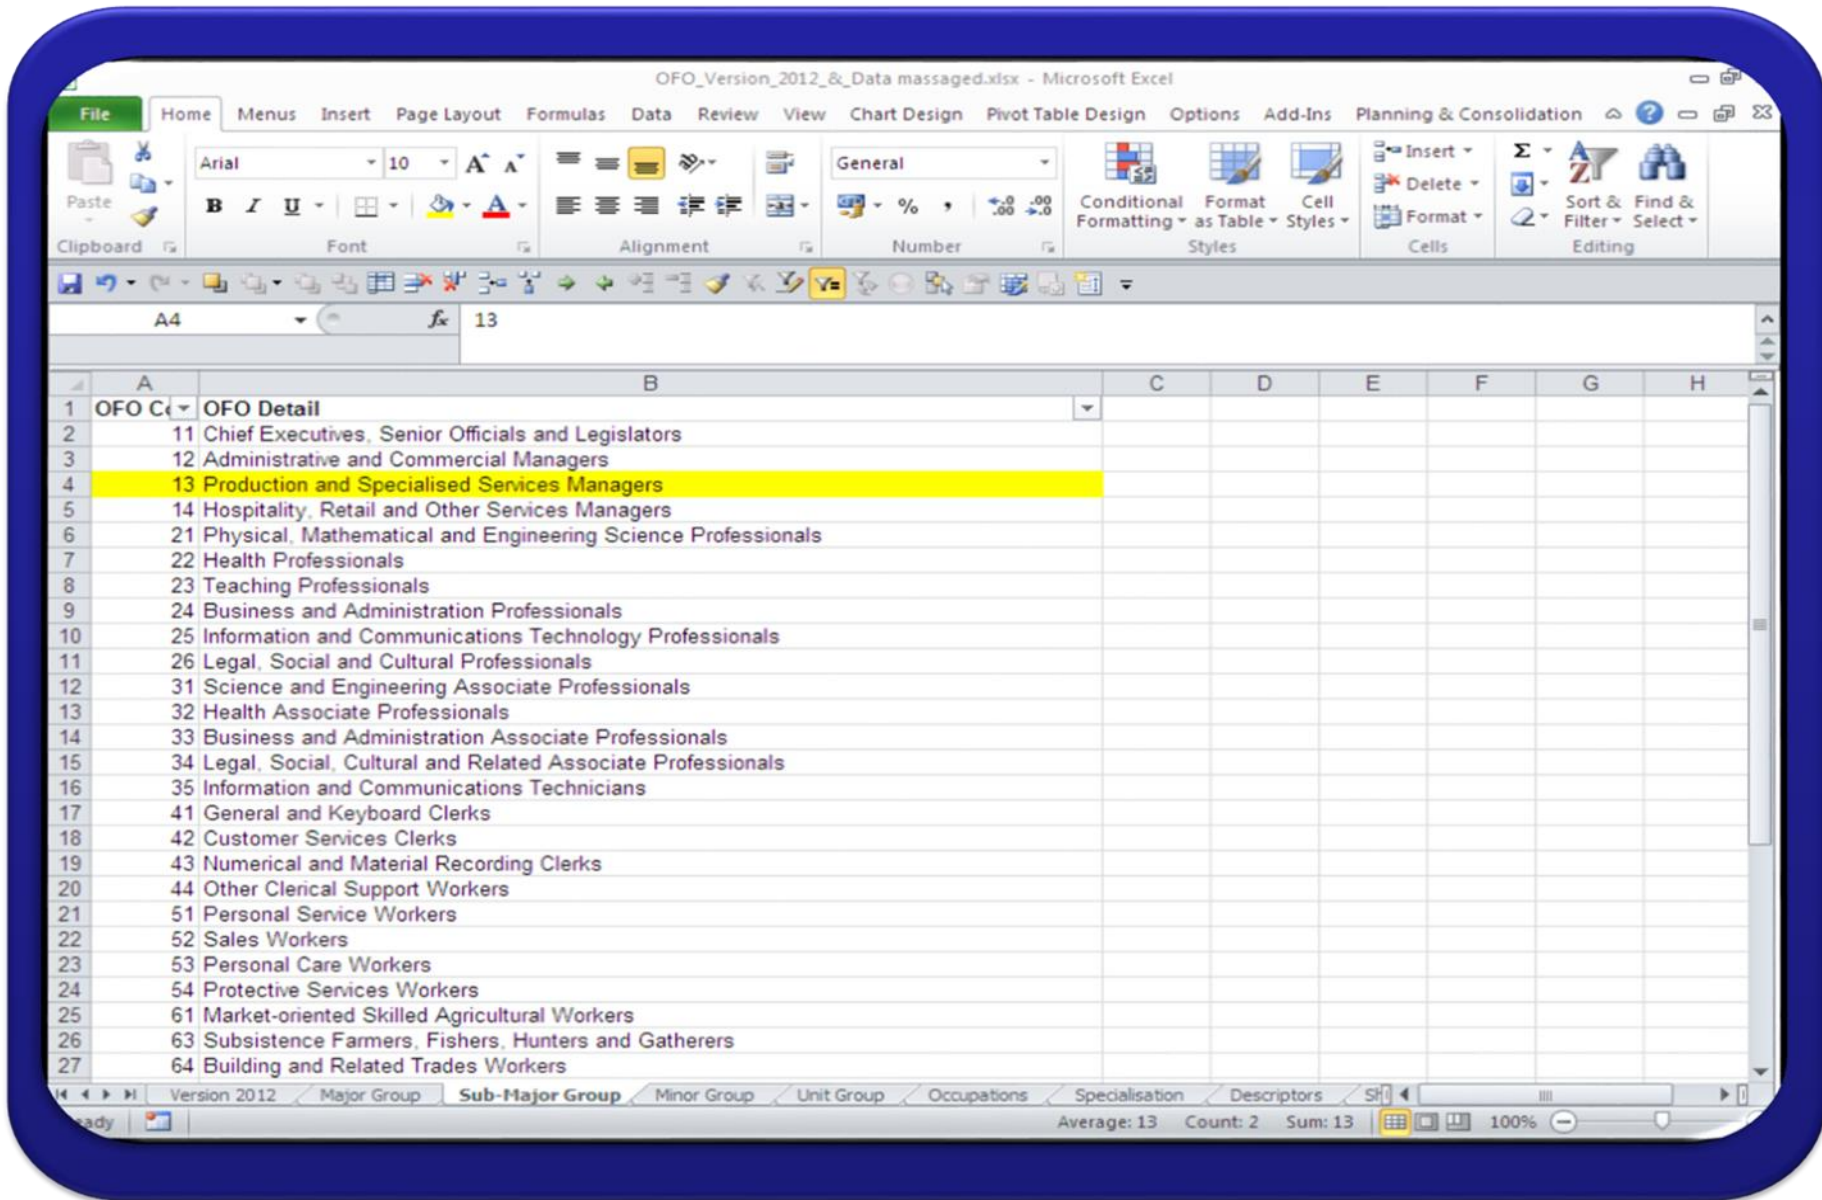 OFO_Version_2012_&_Data massaged.xlsx - Microsoft Excel
File Home Menus Insert Page Layout Formulas Data Review View Chart Design Pivot Table Design Options Add-Ins Planning & Consolidation
Arial 10 A A General Insert Σ
Paste Delete
B I U A % , Conditional Format Cell Format Sort & Find &
Formatting as Table Styles Filter Select
Clipboard Font Alignment Number Styles Cells Editing
A4 fx 13
A B C D E F G H
1 OFO Co OFO Detail
2 11 Chief Executives, Senior Officials and Legislators
3 12 Administrative and Commercial Managers
4 13 Production and Specialised Services Managers
5 14 Hospitality, Retail and Other Services Managers
6 21 Physical, Mathematical and Engineering Science Professionals
7 22 Health Professionals
8 23 Teaching Professionals
9 24 Business and Administration Professionals
10 25 Information and Communications Technology Professionals
11 26 Legal, Social and Cultural Professionals
12 31 Science and Engineering Associate Professionals
13 32 Health Associate Professionals
14 33 Business and Administration Associate Professionals
15 34 Legal, Social, Cultural and Related Associate Professionals
16 35 Information and Communications Technicians
17 41 General and Keyboard Clerks
18 42 Customer Services Clerks
19 43 Numerical and Material Recording Clerks
20 44 Other Clerical Support Workers
21 51 Personal Service Workers
22 52 Sales Workers
23 53 Personal Care Workers
24 54 Protective Services Workers
25 61 Market-oriented Skilled Agricultural Workers
26 63 Subsistence Farmers, Fishers, Hunters and Gatherers
27 64 Building and Related Trades Workers
Version 2012 Major Group Sub-Major Group Minor Group Unit Group Occupations Specialisation Descriptors
eady Average: 13 Count: 2 Sum: 13 100%